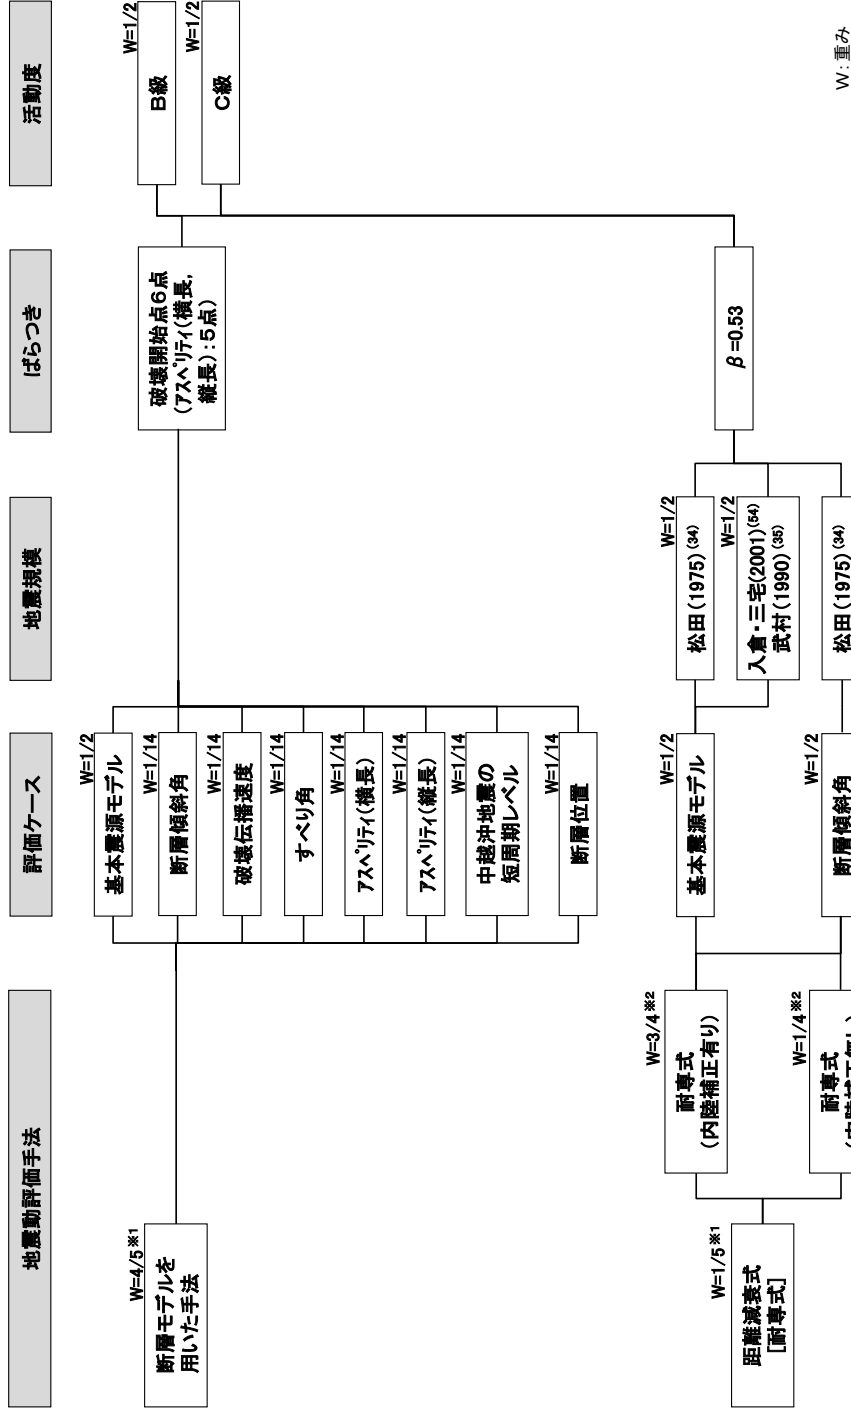 地震動評価手法
評価ケース
地震規模
ばらつき
活動度
W=4/5※1
断層モデルを
用いた手法
W=1/2
基本震源モデル
W=1/14
断層傾斜角
W=1/14
破壊伝播速度
W=1/14
すべり角
W=1/14
アスペリティ(横長)
W=1/14
アスペリティ(縦長)
W=1/14
中越沖地震の
短周期レベル
W=1/14
断層位置
破壊開始点6点
(アスペリティ(横長,
縦長):5点)
W=1/2
B級
W=1/2
C級
W=1/5※1
距離減衰式
[耐専式]
W=3/4※2
耐専式
(内陸補正有り)
W=1/4※2
耐専式
(内陸補正無し)
W=1/2
基本震源モデル
W=1/2
断層傾斜角
W=1/2
松田(1975)(34)
W=1/2
入倉・三宅(2001)(54)
武村(1990)(35)
松田(1975)(34)
β=0.53
W:重み